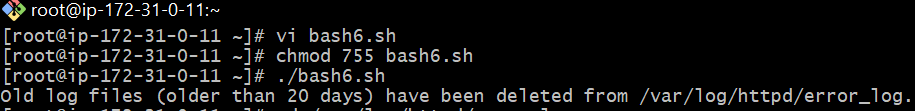 root@ip-172-31-0-11:~
[root@ip-172-31-0-11 ~]# vi bash6.sh
[root@ip-172-31-0-11 ~]# chmod 755 bash6.sh
[root@ip-172-31-0-11 ~]# ./bash6.sh
Old log files (older than 20 days) have been deleted from /var/log/httpd/error_log.